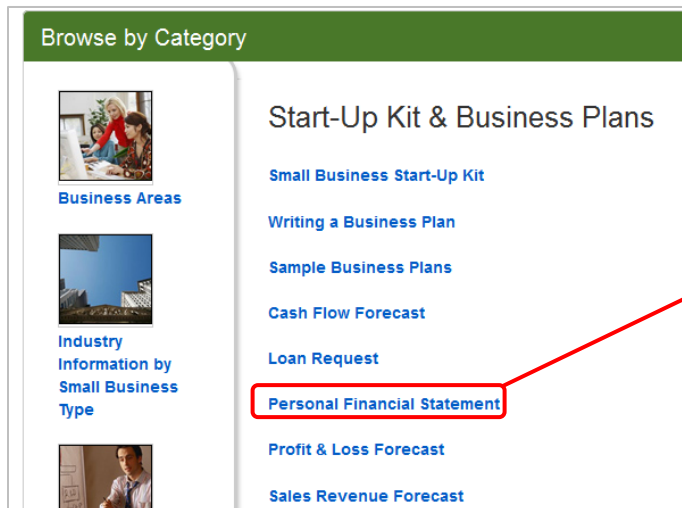 Browse by Category
Business Areas
Industry
Information by
Small Business
Type
Start-Up Kit & Business Plans
Small Business Start-Up Kit
Writing a Business Plan
Sample Business Plans
Cash Flow Forecast
Loan Request
Personal Financial Statement
Profit & Loss Forecast
Sales Revenue Forecast